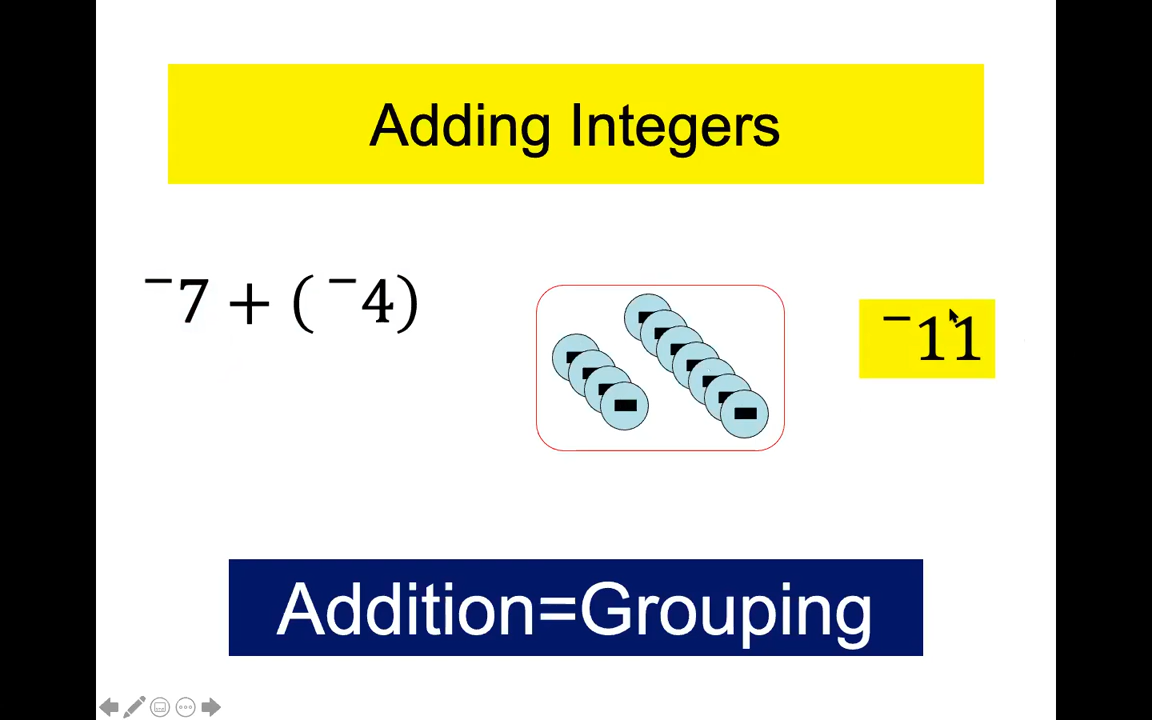 Adding Integers
⁻7 + ( ⁻4)
⁻11
Addition=Grouping